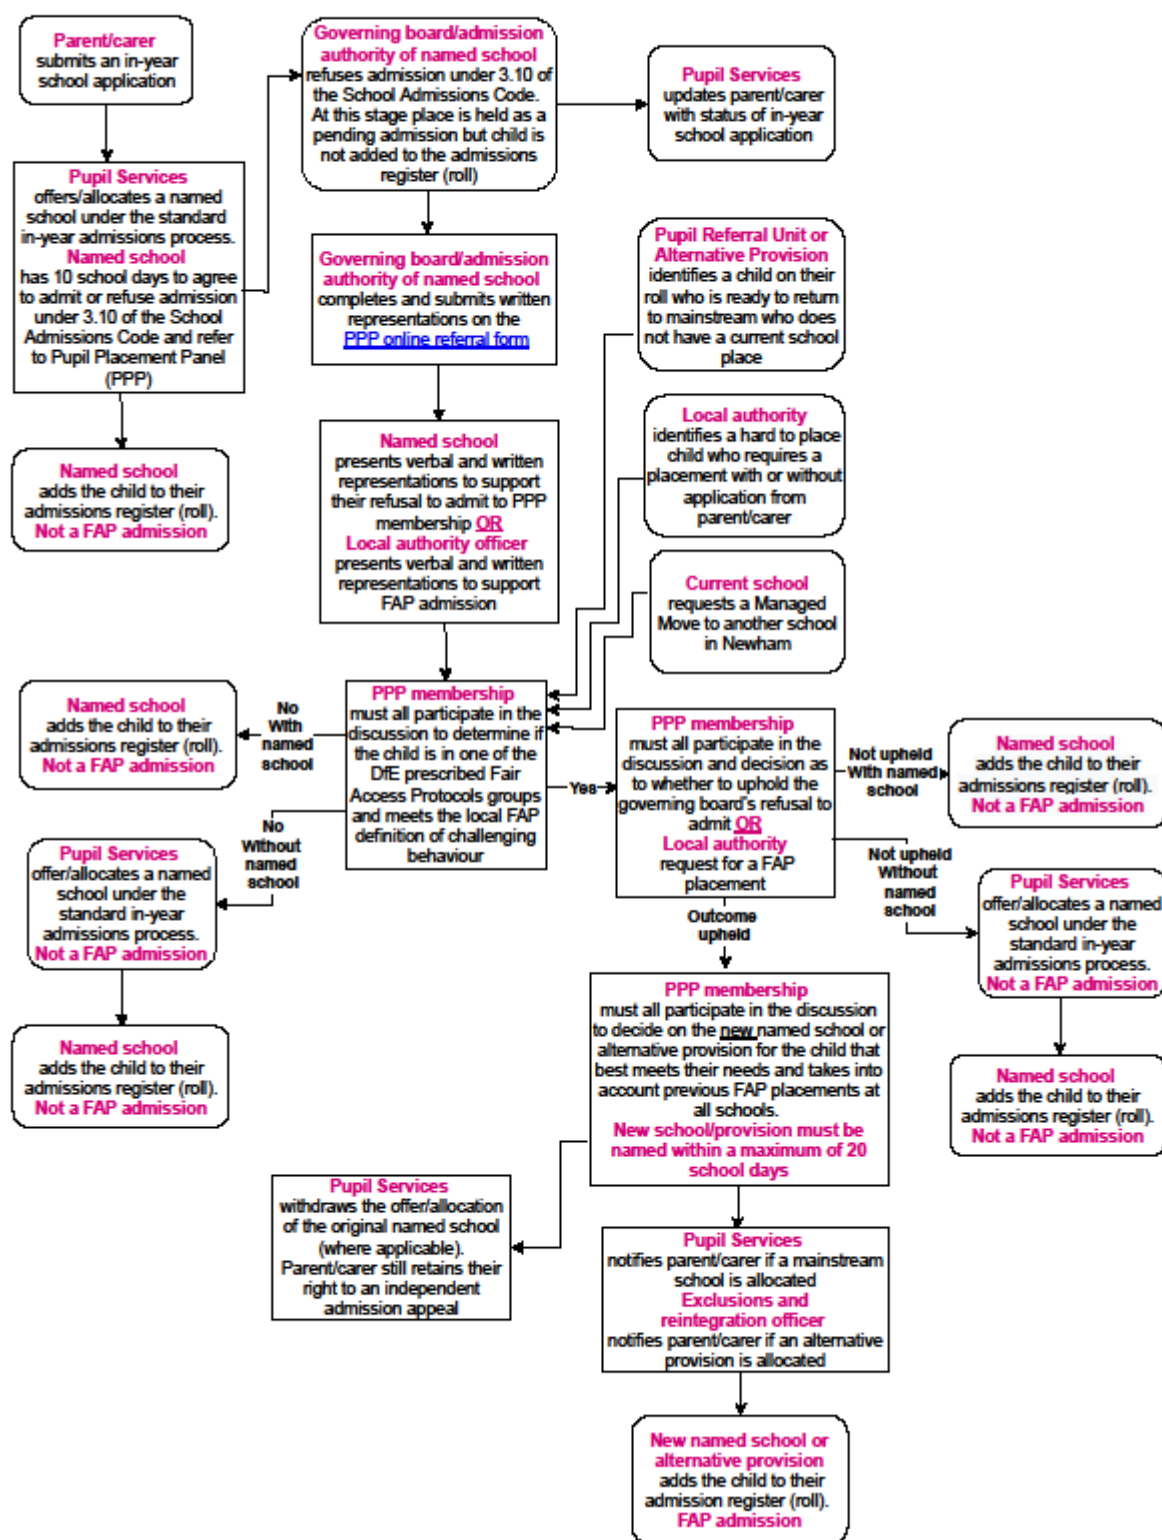 Parent/carer
submits an in-year
school application
Governing board/admission
authority of named school
refuses admission under 3.10 of
the School Admissions Code.
At this stage place is held as a
pending admission but child is
not added to the admissions
register (roll)
Pupil Services
updates parent/carer
with status of in-year
school application
Pupil Services
offers/allocates a named
school under the standard
in-year admissions process.
Named school
has 10 school days to agree
to admit or refuse admission
under 3.10 of the School
Admissions Code and refer
to Pupil Placement Panel
(PPP)
Governing board/admission
authority of named school
completes and submits written
representations on the
PPP online referral form
Pupil Referral Unit or
Alternative Provision
identifies a child on their
roll who is ready to return
to mainstream who does
not have a current school
place
Named school
adds the child to their
admissions register (roll).
Not a FAP admission
Named school
presents verbal and written
representations to support
their refusal to admit to PPP
membership OR
Local authority officer
presents verbal and written
representations to support
FAP admission
Local authority
identifies a hard to place
child who requires a
placement with or without
application from
parent/carer
Current school
requests a Managed
Move to another school
in Newham
Named school
adds the child to their
admissions register (roll).
Not a FAP admission
No
With
named
school
PPP membership
must all participate in the
discussion to determine if
the child is in one of the
DfE prescribed Fair
Access Protocols groups
and meets the local FAP
definition of challenging
behaviour
Yes
PPP membership
must all participate in the
discussion and decision as
to whether to uphold the
governing board's refusal to
admit OR
Local authority
request for a FAP
placement
Not upheld
With named
school
Named school
adds the child to their
admissions register (roll).
Not a FAP admission
No
Without
named
school
Pupil Services
offer/allocates a named
school under the
standard in-year
admissions process.
Not a FAP admission
Not upheld
Without
named
school
Pupil Services
offer/allocates a named
school under the
standard in-year
admissions process.
Not a FAP admission
Outcome
upheld
Named school
adds the child to their
admissions register (roll).
Not a FAP admission
PPP membership
must all participate in the discussion
to decide on the new named school or
alternative provision for the child that
best meets their needs and takes into
account previous FAP placements at
all schools.
New school/provision must be
named within a maximum of 20
school days
Named school
adds the child to their
admissions register (roll).
Not a FAP admission
Pupil Services
withdraws the offer/allocation
of the original named school
(where applicable).
Parent/carer still retains their
right to an independent
admission appeal
Pupil Services
notifies parent/carer if a mainstream
school is allocated
Exclusions and
reintegration officer
notifies parent/carer if an alternative
provision is allocated
New named school or
alternative provision
adds the child to their
admission register (roll).
FAP admission